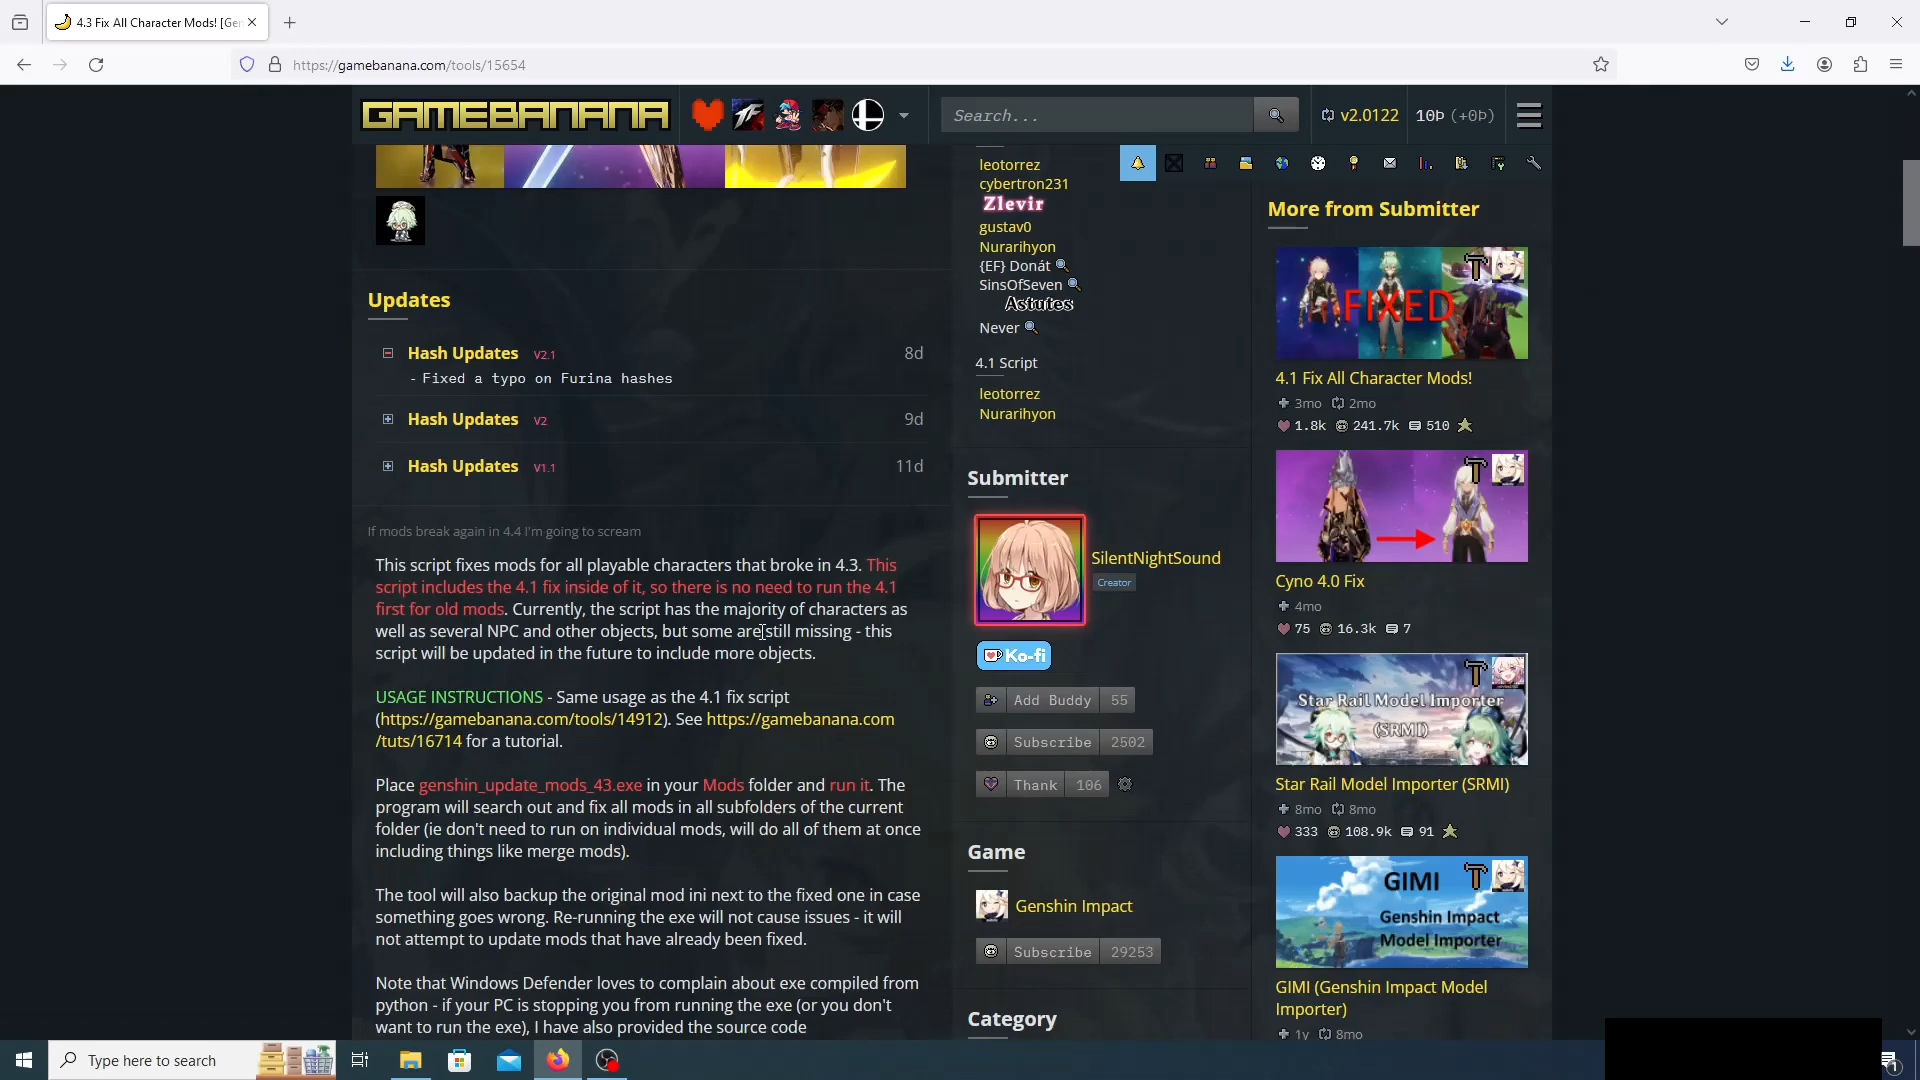 4.3 Fix All Character Mods! [Gen
https://gamebanana.com/tools/15654
GAMEBANANA
Search...
v2.0122
10Þ (+0Þ)
Updates
Hash Updates V2.1 8d
- Fixed a typo on Furina hashes
Hash Updates V2 9d
Hash Updates V1.1 11d
If mods break again in 4.4 I'm going to scream
This script fixes mods for all playable characters that broke in 4.3. This
script includes the 4.1 fix inside of it, so there is no need to run the 4.1
first for old mods. Currently, the script has the majority of characters as
well as several NPC and other objects, but some are still missing - this
script will be updated in the future to include more objects.
USAGE INSTRUCTIONS - Same usage as the 4.1 fix script
(https://gamebanana.com/tools/14912). See https://gamebanana.com
/tuts/16714 for a tutorial.
Place genshin_update_mods_43.exe in your Mods folder and run it. The
program will search out and fix all mods in all subfolders of the current
folder (ie don't need to run on individual mods, will do all of them at once
including things like merge mods).
The tool will also backup the original mod ini next to the fixed one in case
something goes wrong. Re-running the exe will not cause issues - it will
not attempt to update mods that have already been fixed.
Note that Windows Defender loves to complain about exe compiled from
python - if your PC is stopping you from running the exe (or you don't
want to run the exe), I have also provided the source code
leotorrez
cybertron231
Zlevir
gustav0
Nurarihyon
{EF} Donát
SinsOfSeven
Astutes
Never
4.1 Script
leotorrez
Nurarihyon
Submitter
SilentNightSound
Creator
Ko-fi
Add Buddy 55
Subscribe 2502
Thank 106
Game
Genshin Impact
Subscribe 29253
Category
More from Submitter
FIXED
4.1 Fix All Character Mods!
3mo 2mo
1.8k 241.7k 510
Cyno 4.0 Fix
4mo
75 16.3k 7
Star Rail Model Importer
(SRMI)
Star Rail Model Importer (SRMI)
8mo 8mo
333 108.9k 91
GIMI
Genshin Impact
Model Importer
GIMI (Genshin Impact Model
Importer)
1y 8mo
Type here to search
1